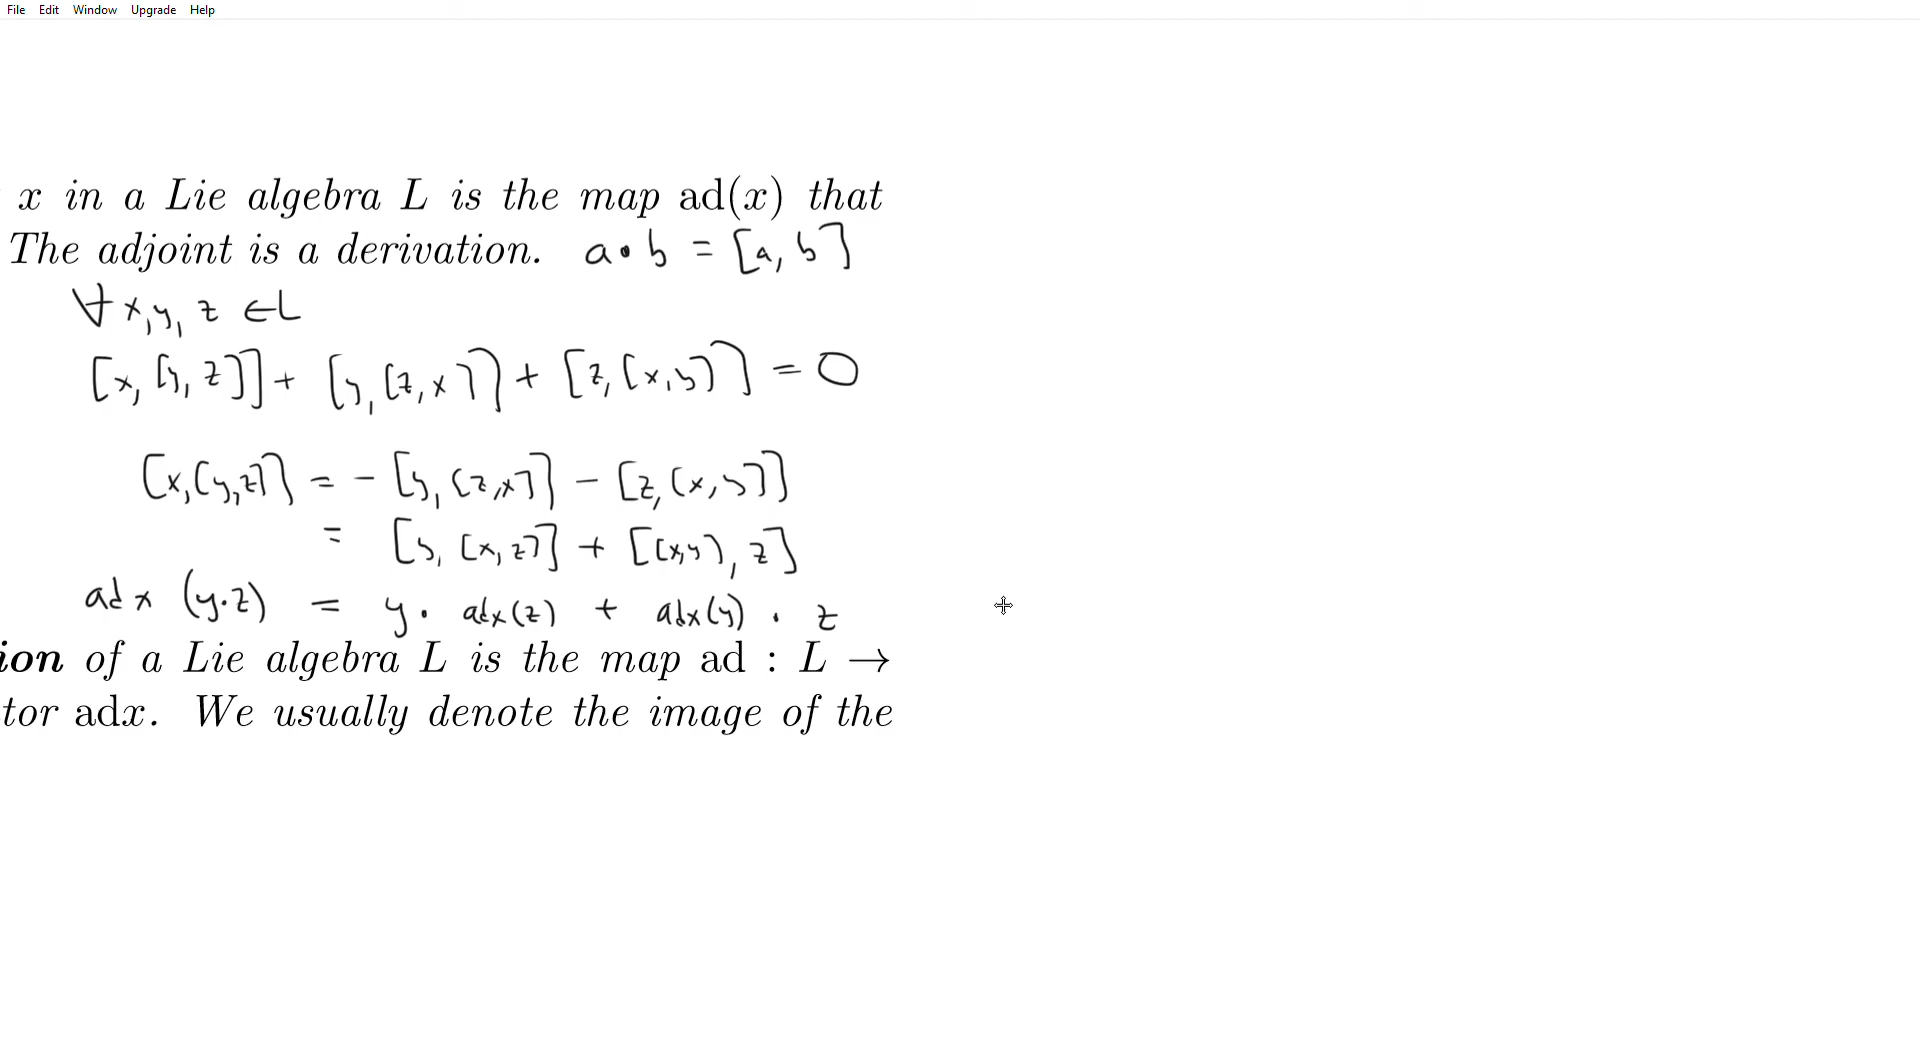 File Edit Window Upgrade Help
x in a Lie algebra L is the map ad(x) that
The adjoint is a derivation. a • b = [a, b]
∀ x, y, z ∈ L
[x, [y, z]] + [y, [z, x]] + [z, [x, y]] = 0
[x, [y, z]] = - [y, [z, x]] - [z, [x, y]]
= [y, [x, z]] + [[x, y], z]
adx (y · z) = y · adx(z) + adx(y) · z
ion of a Lie algebra L is the map ad : L →
tor adx. We usually denote the image of the